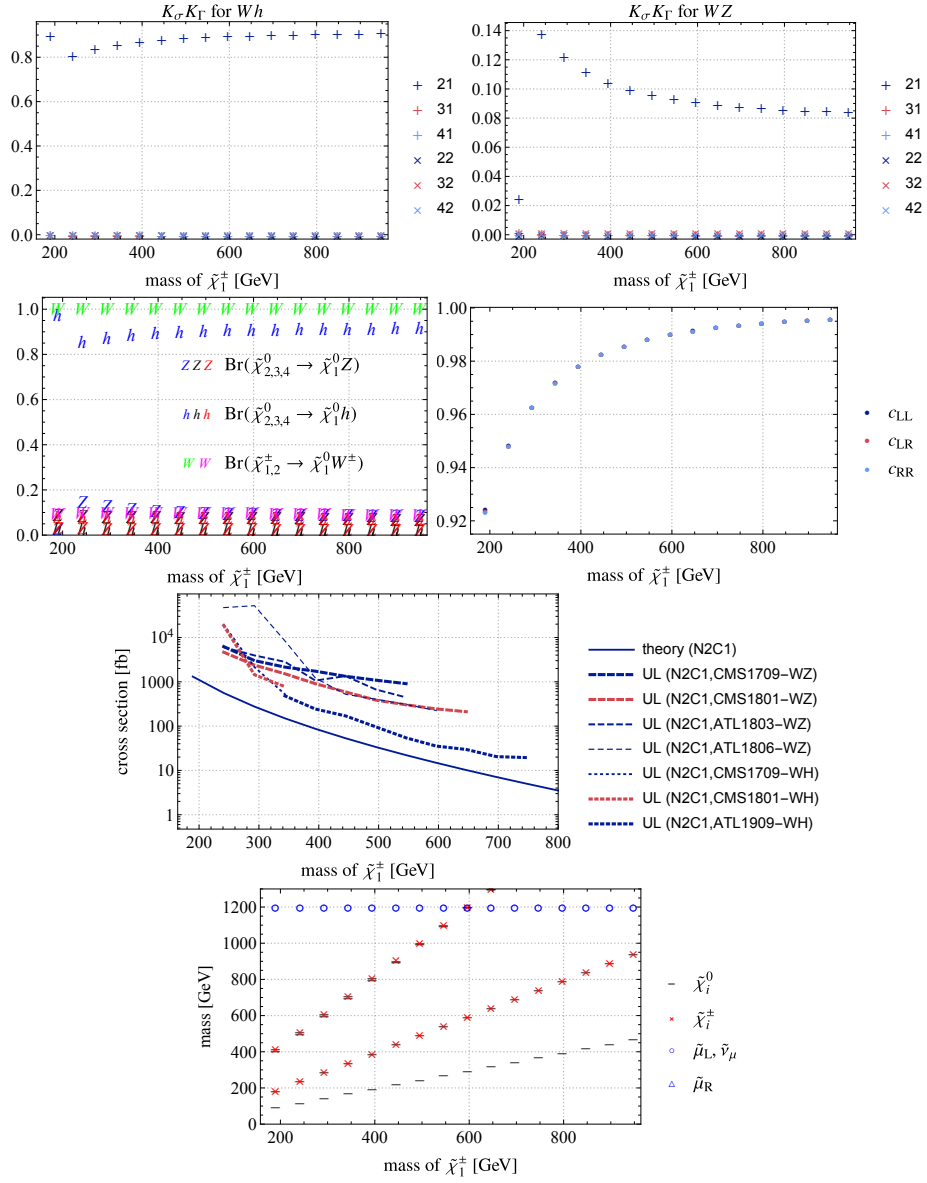 K_σ K_Γ for Wh
0.8
0.6
0.4
0.2
0.0
200 400 600 800
mass of χ̃₁± [GeV]
+ 21
+ 31
+ 41
× 22
× 32
× 42
K_σ K_Γ for WZ
0.14
0.12
0.10
0.08
0.06
0.04
0.02
0.00
200 400 600 800
mass of χ̃₁± [GeV]
+ 21
+ 31
+ 41
× 22
× 32
× 42
1.0
0.8
0.6
0.4
0.2
0.0
Z Z Z Br(χ̃⁰₂,₃,₄ → χ̃⁰₁ Z)
h h h Br(χ̃⁰₂,₃,₄ → χ̃⁰₁ h)
W W Br(χ̃±₁,₂ → χ̃⁰₁ W±)
200 400 600 800
mass of χ̃₁± [GeV]
1.00
0.98
0.96
0.94
0.92
200 400 600 800
mass of χ̃₁± [GeV]
c_LL
c_LR
c_RR
cross section [fb]
10⁴
1000
100
10
1
200 300 400 500 600 700 800
mass of χ̃₁± [GeV]
theory (N2C1)
UL (N2C1,CMS1709−WZ)
UL (N2C1,CMS1801−WZ)
UL (N2C1,ATL1803−WZ)
UL (N2C1,ATL1806−WZ)
UL (N2C1,CMS1709−WH)
UL (N2C1,CMS1801−WH)
UL (N2C1,ATL1909−WH)
mass [GeV]
1200
1000
800
600
400
200
0
200 400 600 800
mass of χ̃₁± [GeV]
χ̃ᵢ⁰
χ̃ᵢ±
μ̃_L, ν̃_μ
μ̃_R